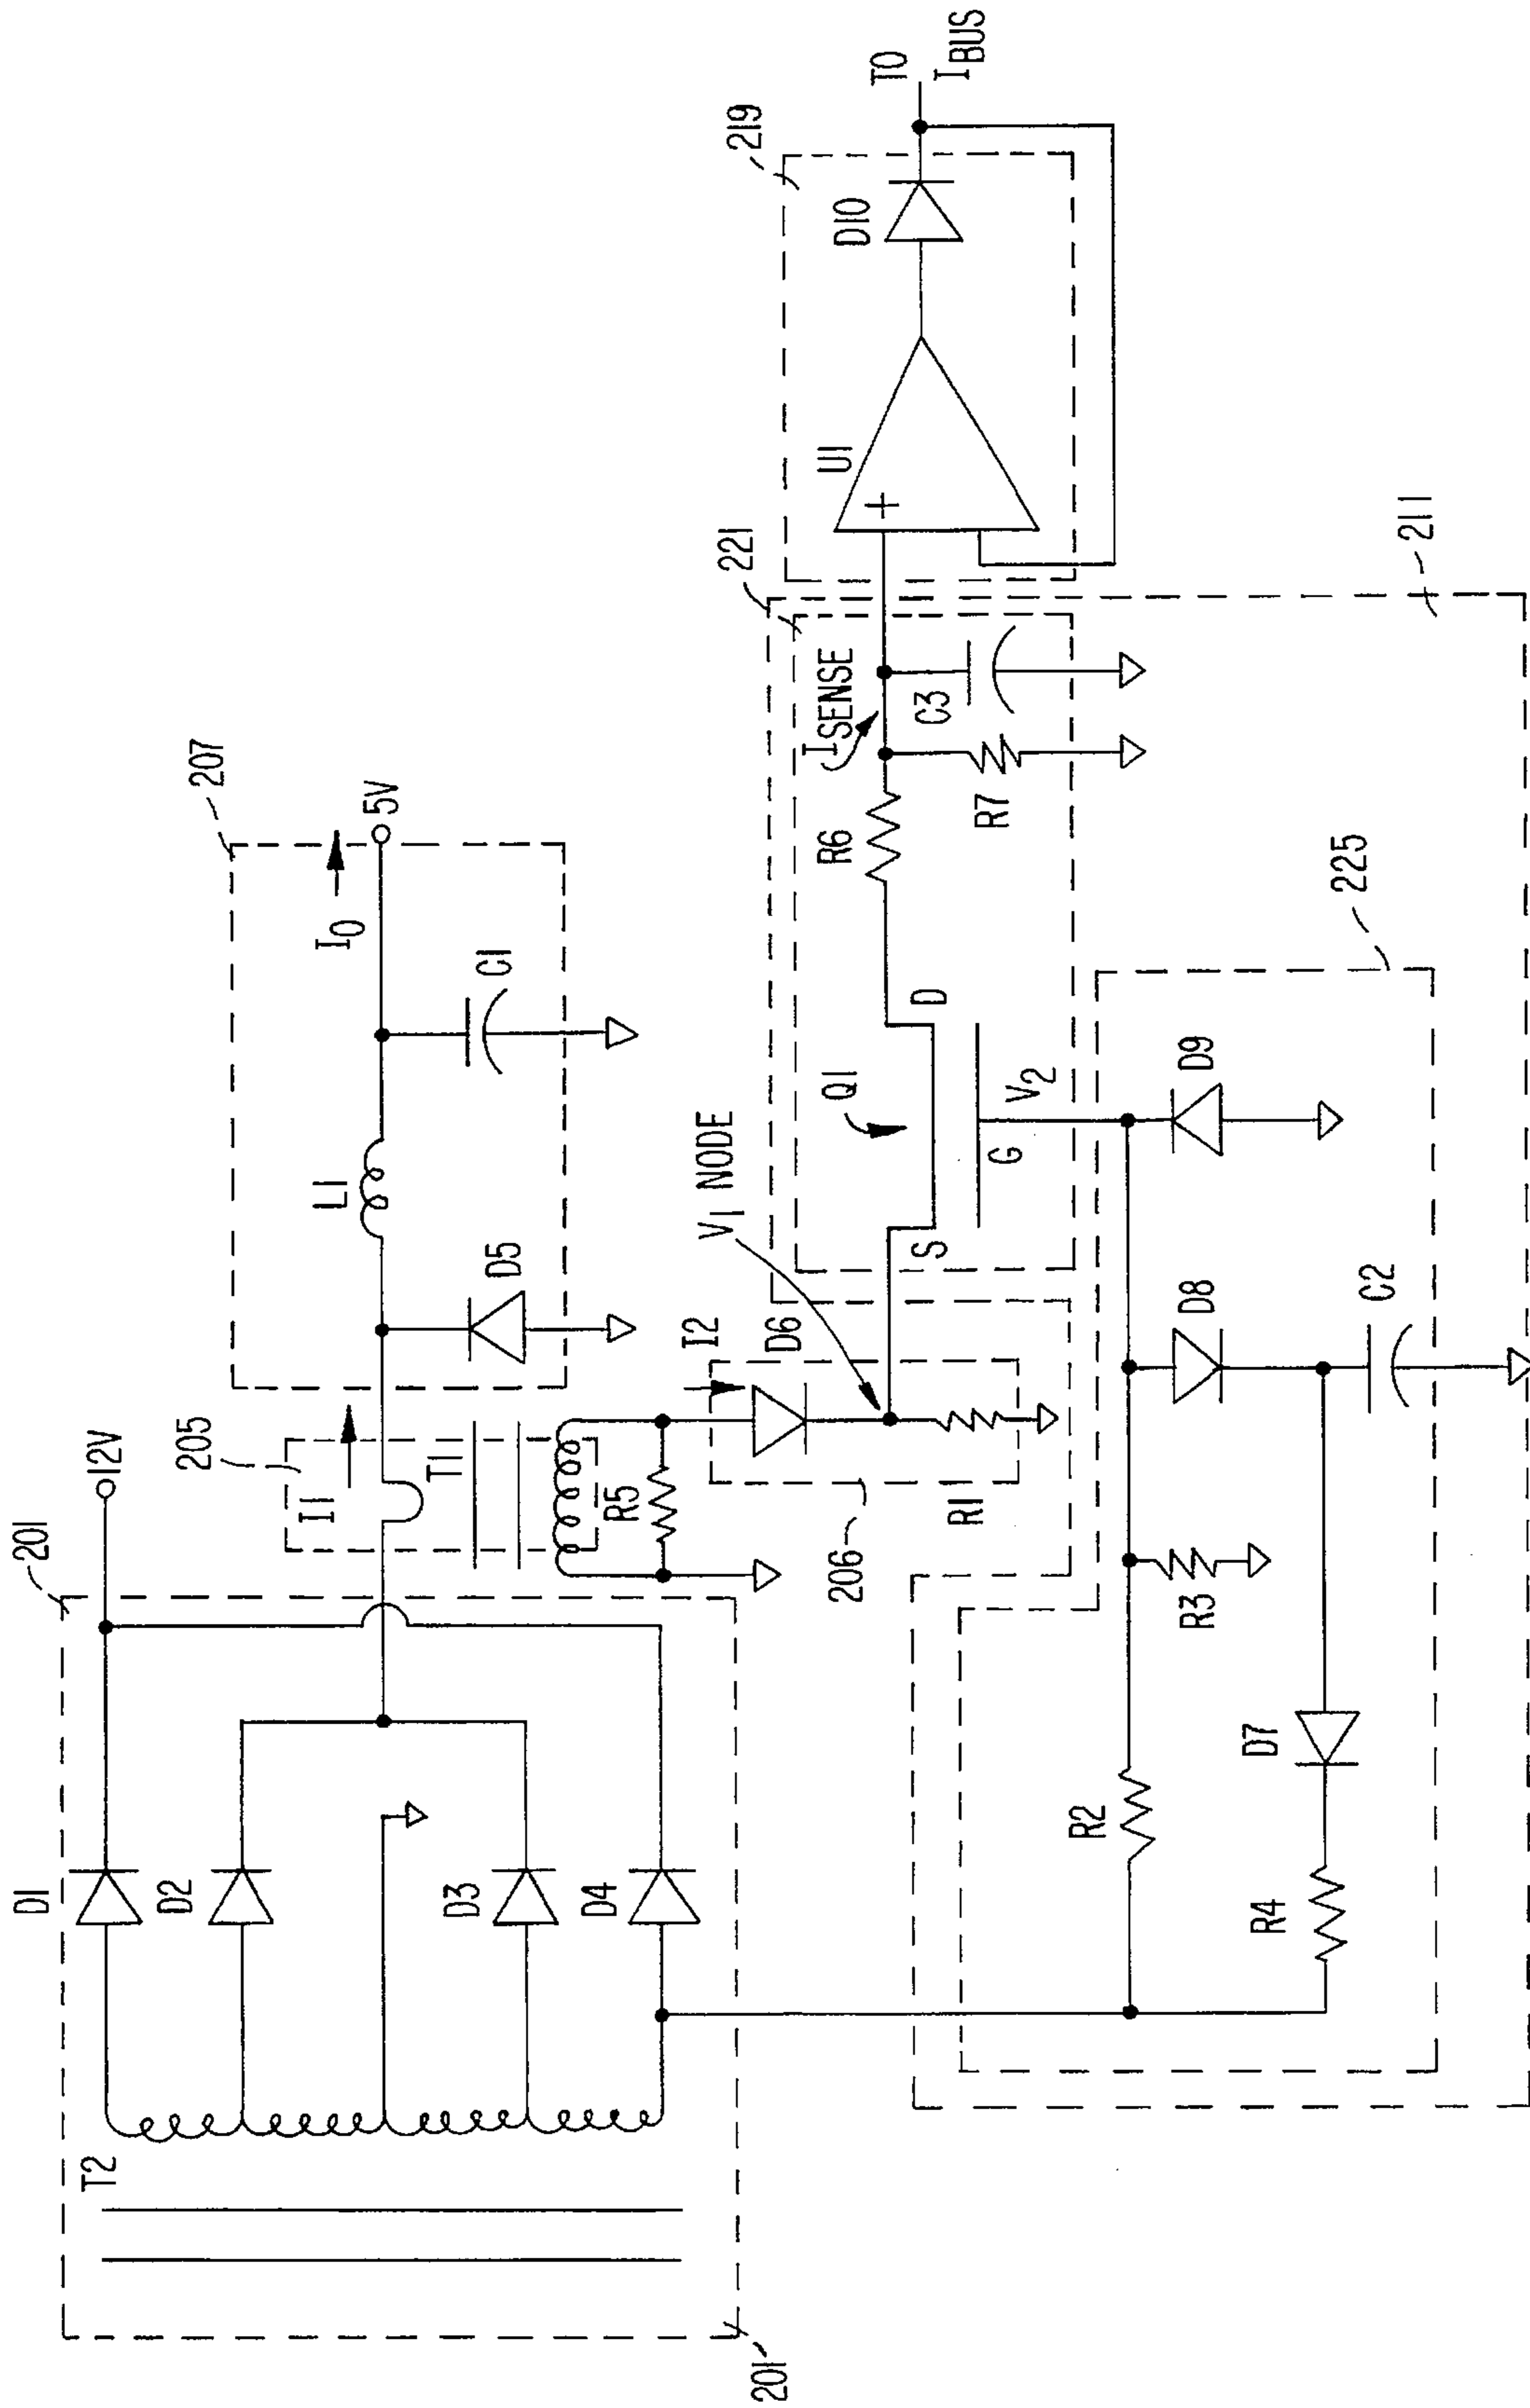 201
T2
D1
D2
D3
D4
201
12V
205
I1
T1
R5
207
L1
D5
C1
I0
5V
206
I2
D6
R1
V1 NODE
221
Q1
S
D
G
V2
R6
R7
ISENSE
C3
219
U1
+
D10
TO
IBUS
211
225
R2
R3
R4
D7
D8
D9
C2